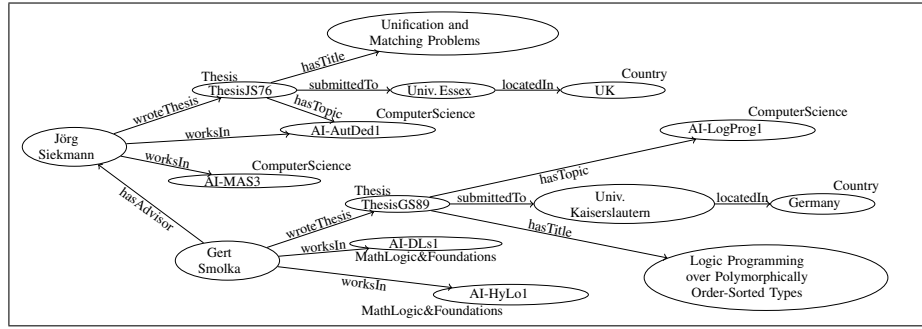 Unification and
Matching Problems
hasTitle
Thesis
ThesisJS76
submittedTo
Univ. Essex
locatedIn
Country
UK
wroteThesis
hasTopic
ComputerScience
AI-AutDed1
worksIn
Jörg
Siekmann
worksIn
ComputerScience
AI-MAS3
ComputerScience
AI-LogProg1
hasTopic
hasAdvisor
Thesis
ThesisGS89
submittedTo
Univ.
Kaiserslautern
locatedIn
Country
Germany
wroteThesis
hasTitle
Gert
Smolka
worksIn
AI-DLs1
MathLogic&Foundations
worksIn
AI-HyLo1
MathLogic&Foundations
Logic Programming
over Polymorphically
Order-Sorted Types